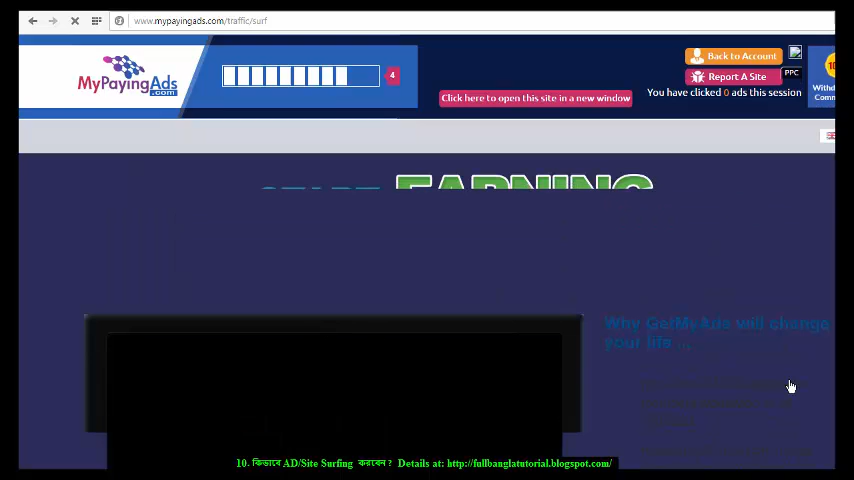 www.mypayingads.com/traffic/surf
MyPayingAds
.com
4
Click here to open this site in a new window
Back to Account
Report A Site
PPC
You have clicked 0 ads this session
START EARNING
Why GetMyAds will change
your life ...
10. কিভাবে AD/Site Surfing করবেন ? Details at: http://fullbanglatutorial.blogspot.com/